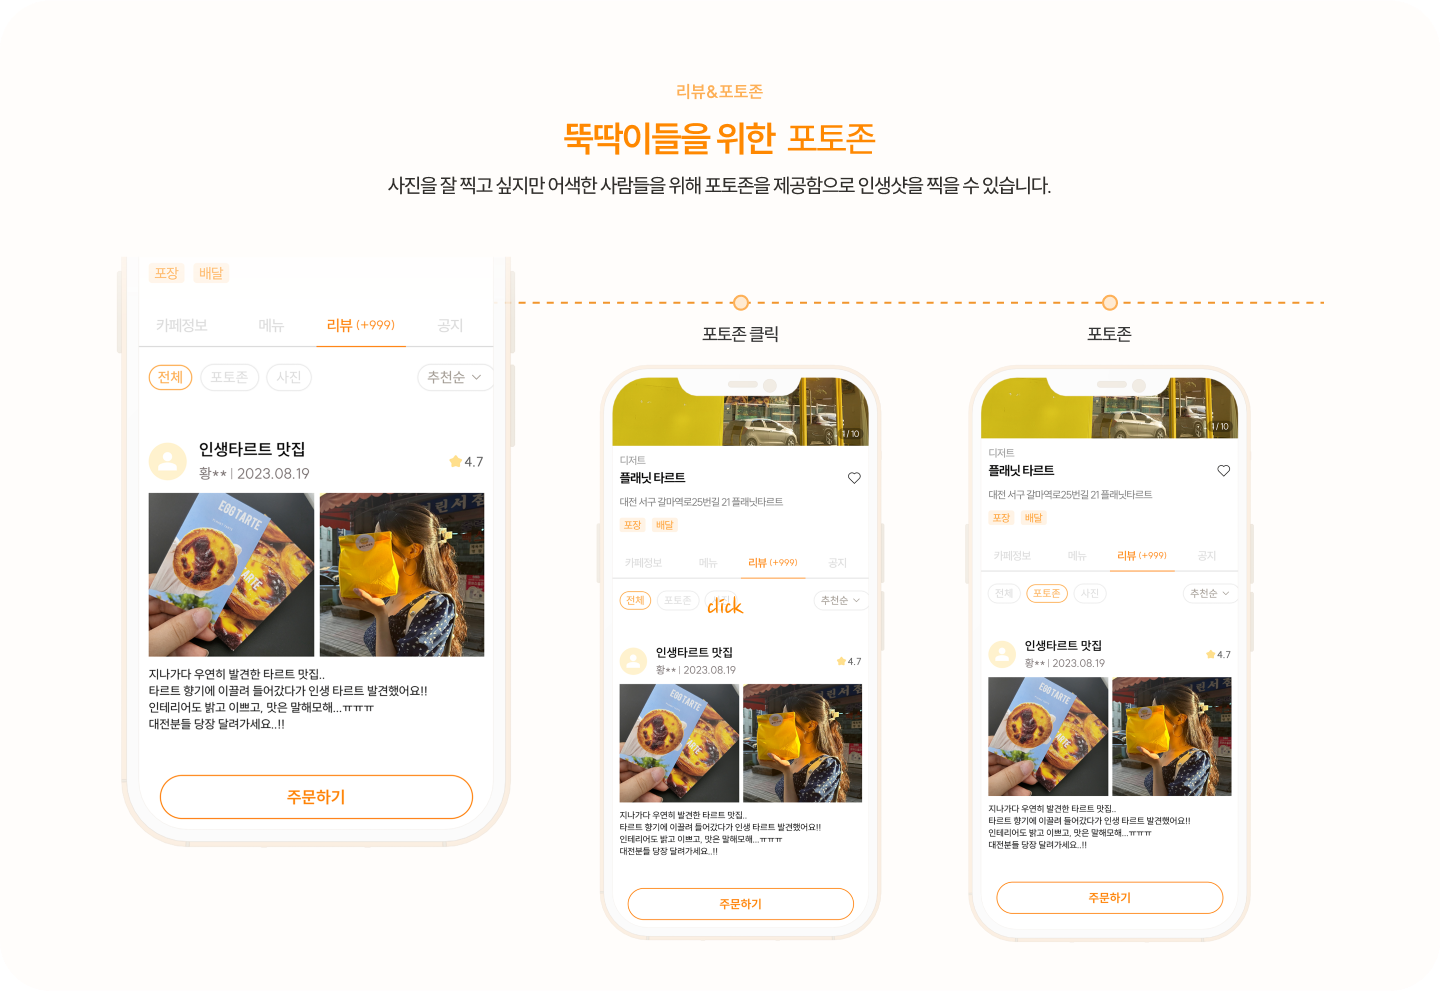 리뷰&포토존
뚝딱이들을 위한 포토존
사진을 잘 찍고 싶지만 어색한 사람들을 위해 포토존을 제공함으로 인생샷을 찍을 수 있습니다.
포장 배달
카페정보 메뉴 리뷰 (+999) 공지
전체 포토존 사진 추천순
인생타르트 맛집
황** | 2023.08.19
4.7
EGGTARTE
지나가다 우연히 발견한 타르트 맛집..
타르트 향기에 이끌려 들어갔다가 인생 타르트 발견했어요!!
인테리어도 밝고 이쁘고, 맛은 말해모해...ㅠㅠㅠ
대전분들 당장 달려가세요..!!
주문하기
포토존 클릭
1 / 10
디저트
플래닛 타르트
대전 서구 갈마역로25번길 21 플래닛타르트
포장 배달
카페정보 메뉴 리뷰 (+999) 공지
전체 포토존 click 추천순
인생타르트 맛집
황** | 2023.08.19
4.7
EGGTARTE
지나가다 우연히 발견한 타르트 맛집..
타르트 향기에 이끌려 들어갔다가 인생 타르트 발견했어요!!
인테리어도 밝고 이쁘고, 맛은 말해모해...ㅠㅠㅠ
대전분들 당장 달려가세요..!!
주문하기
포토존
1 / 10
디저트
플래닛 타르트
대전 서구 갈마역로25번길 21 플래닛타르트
포장 배달
카페정보 메뉴 리뷰 (+999) 공지
전체 포토존 사진 추천순
인생타르트 맛집
황** | 2023.08.19
4.7
EGGTARTE
지나가다 우연히 발견한 타르트 맛집..
타르트 향기에 이끌려 들어갔다가 인생 타르트 발견했어요!!
인테리어도 밝고 이쁘고, 맛은 말해모해...ㅠㅠㅠ
대전분들 당장 달려가세요..!!
주문하기